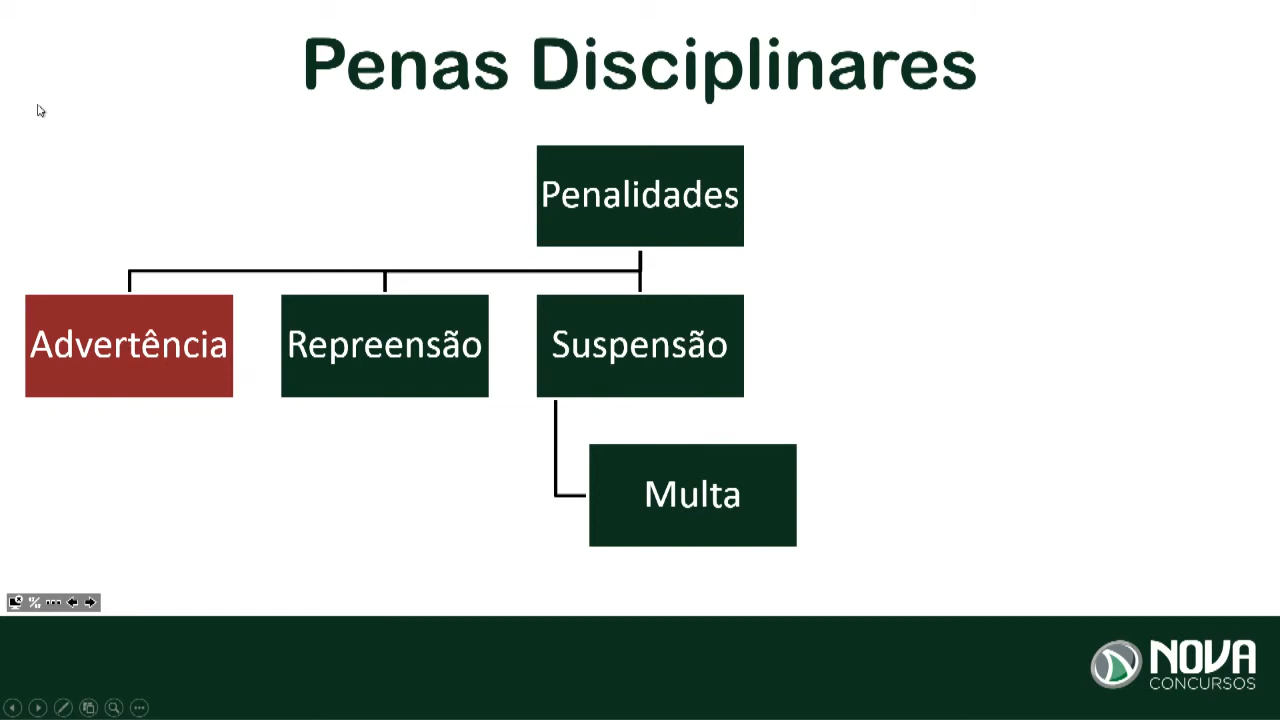 Penas Disciplinares
Penalidades
Advertência
Repreensão
Suspensão
Multa
NOVA
CONCURSOS